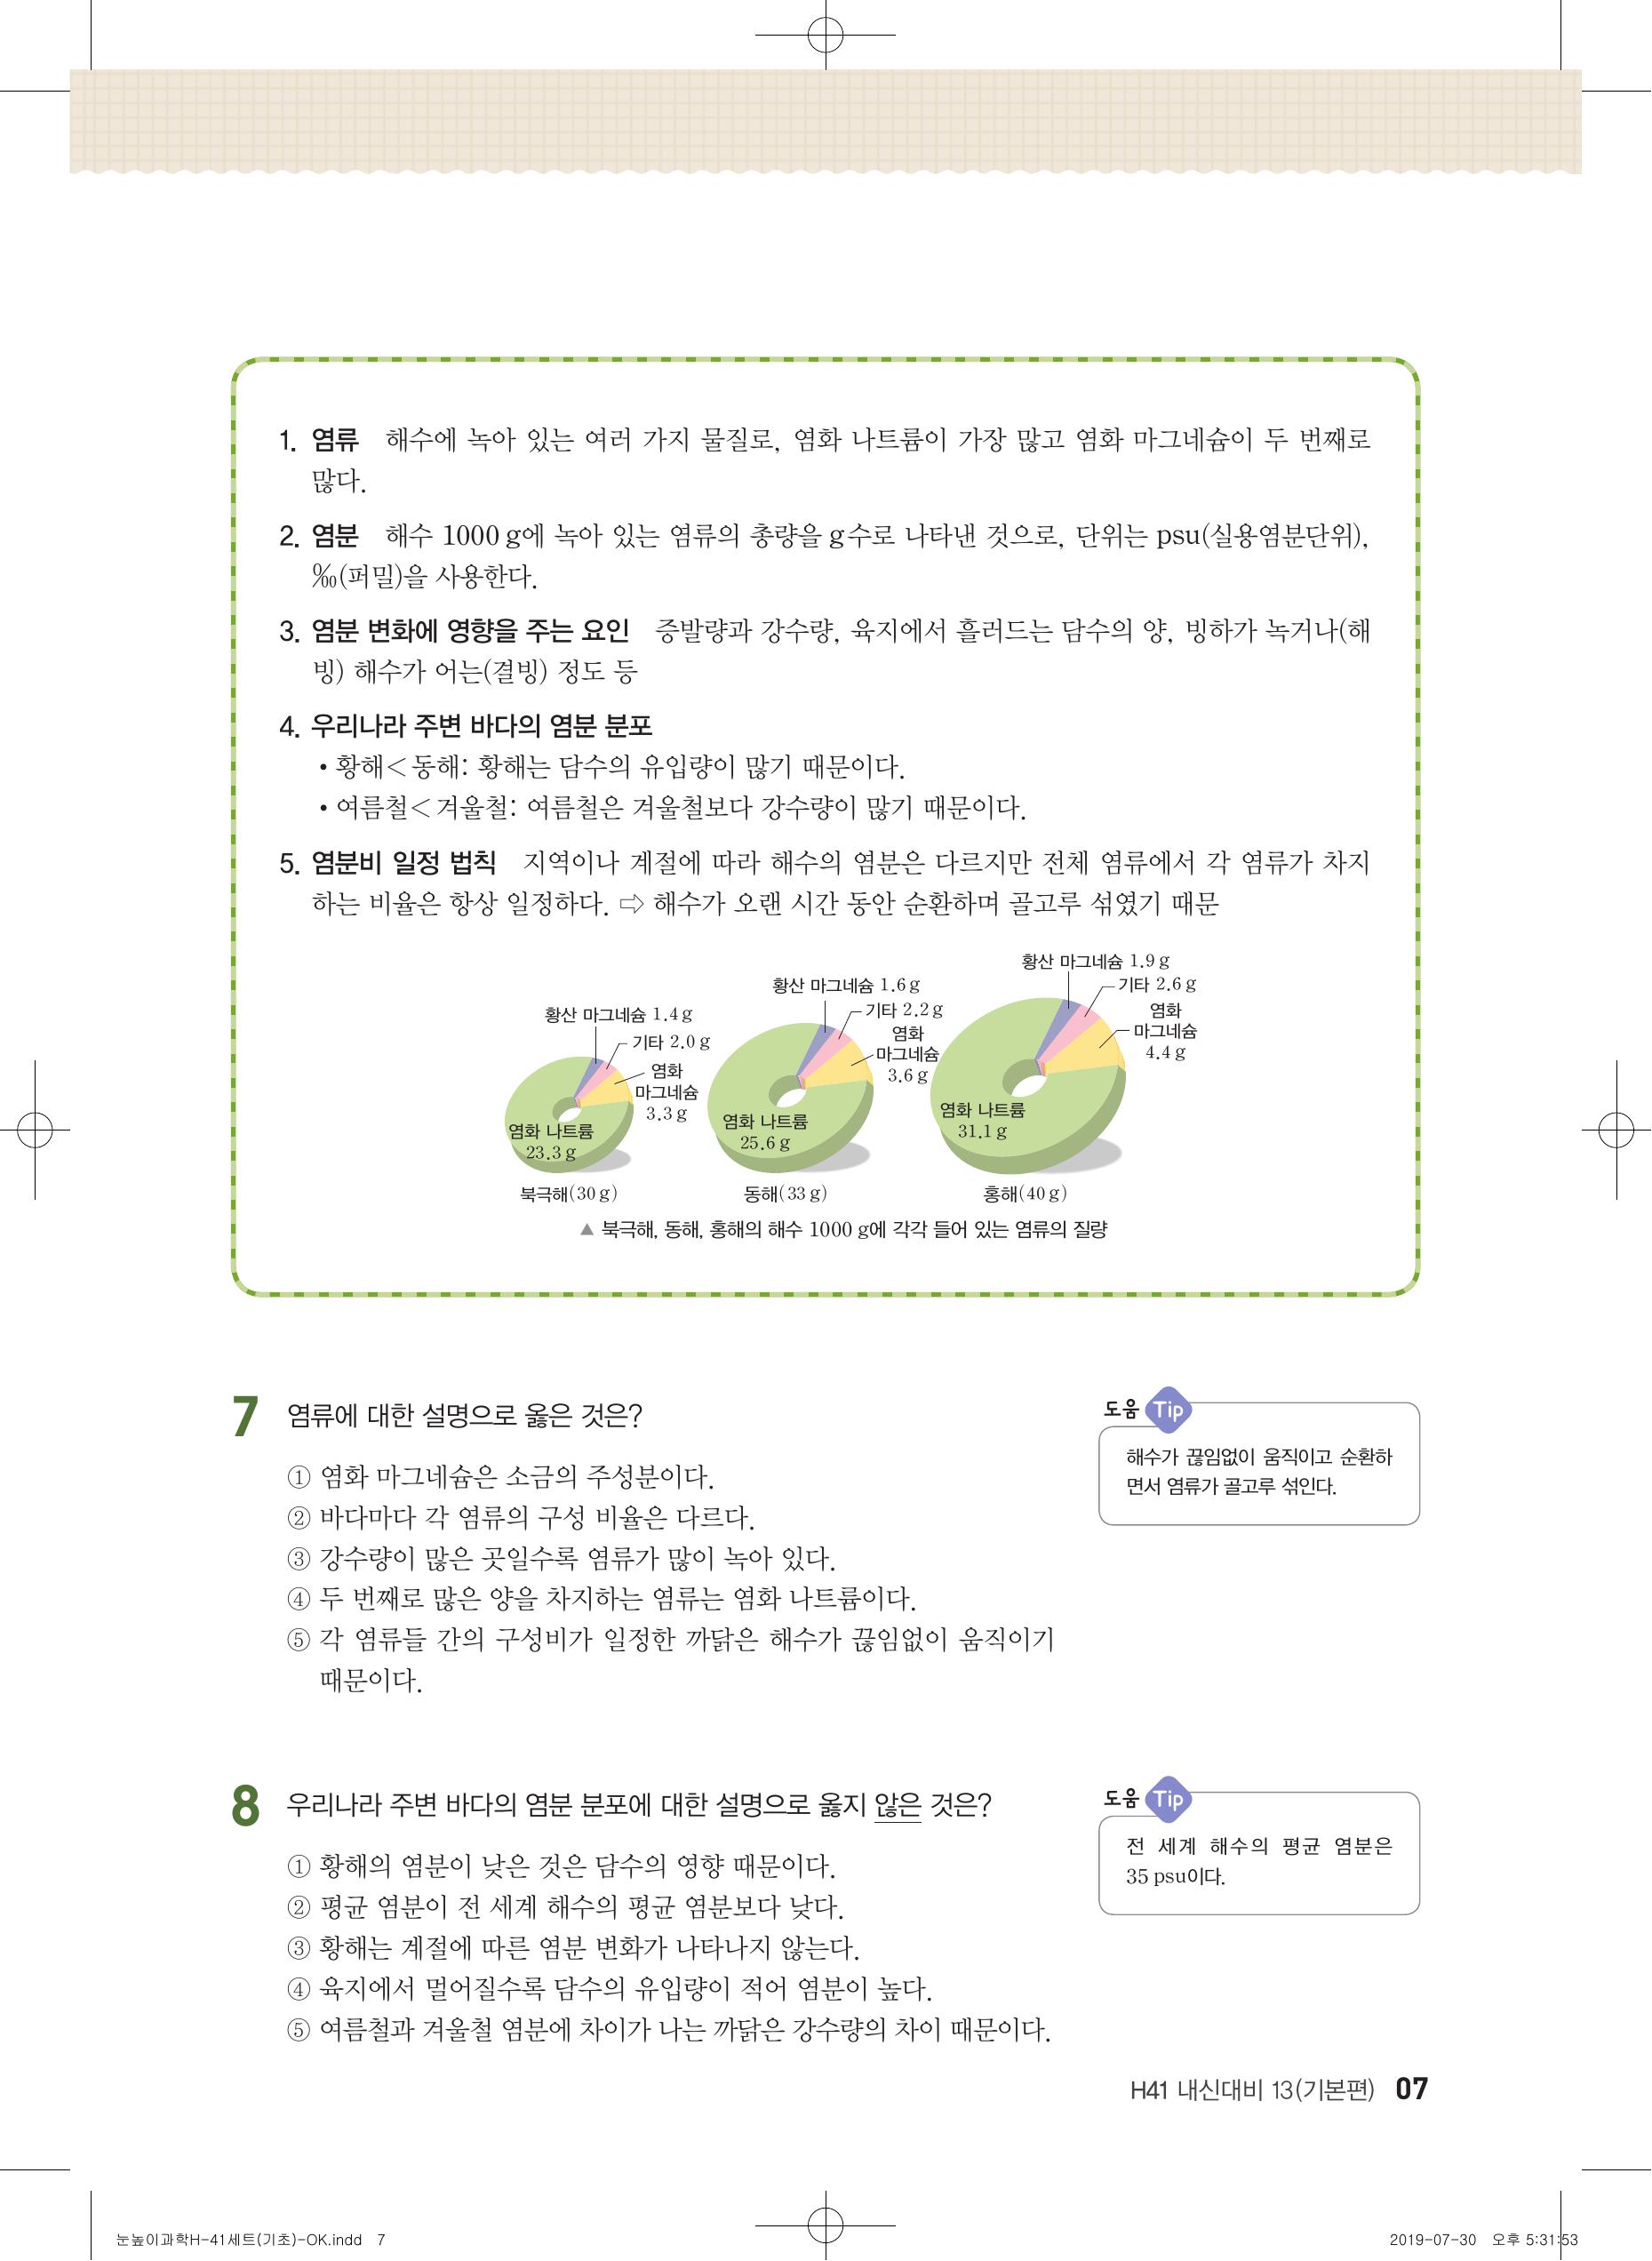 1. 염류 해수에 녹아 있는 여러 가지 물질로, 염화 나트륨이 가장 많고 염화 마그네슘이 두 번째로
많다.
2. 염분 해수 1000 g에 녹아 있는 염류의 총량을 g수로 나타낸 것으로, 단위는 psu(실용염분단위),
‰(퍼밀)을 사용한다.
3. 염분 변화에 영향을 주는 요인 증발량과 강수량, 육지에서 흘러드는 담수의 양, 빙하가 녹거나(해
빙) 해수가 어는(결빙) 정도 등
4. 우리나라 주변 바다의 염분 분포
• 황해<동해: 황해는 담수의 유입량이 많기 때문이다.
• 여름철<겨울철: 여름철은 겨울철보다 강수량이 많기 때문이다.
5. 염분비 일정 법칙 지역이나 계절에 따라 해수의 염분은 다르지만 전체 염류에서 각 염류가 차지
하는 비율은 항상 일정하다. ⇨ 해수가 오랜 시간 동안 순환하며 골고루 섞였기 때문
황산 마그네슘 1.4 g
기타 2.0 g
염화
마그네슘
3.3 g
염화 나트륨
23.3 g
북극해(30 g)
황산 마그네슘 1.6 g
기타 2.2 g
염화
마그네슘
3.6 g
염화 나트륨
25.6 g
동해(33 g)
황산 마그네슘 1.9 g
기타 2.6 g
염화
마그네슘
4.4 g
염화 나트륨
31.1 g
홍해(40 g)
▲ 북극해, 동해, 홍해의 해수 1000 g에 각각 들어 있는 염류의 질량
7 염류에 대한 설명으로 옳은 것은?
① 염화 마그네슘은 소금의 주성분이다.
② 바다마다 각 염류의 구성 비율은 다르다.
③ 강수량이 많은 곳일수록 염류가 많이 녹아 있다.
④ 두 번째로 많은 양을 차지하는 염류는 염화 나트륨이다.
⑤ 각 염류들 간의 구성비가 일정한 까닭은 해수가 끊임없이 움직이기
때문이다.
도움 Tip
해수가 끊임없이 움직이고 순환하
면서 염류가 골고루 섞인다.
8 우리나라 주변 바다의 염분 분포에 대한 설명으로 옳지 않은 것은?
① 황해의 염분이 낮은 것은 담수의 영향 때문이다.
② 평균 염분이 전 세계 해수의 평균 염분보다 낮다.
③ 황해는 계절에 따른 염분 변화가 나타나지 않는다.
④ 육지에서 멀어질수록 담수의 유입량이 적어 염분이 높다.
⑤ 여름철과 겨울철 염분에 차이가 나는 까닭은 강수량의 차이 때문이다.
도움 Tip
전 세계 해수의 평균 염분은
35 psu이다.
H41 내신대비 13(기본편) 07
눈높이과학H-41세트(기초)-OK.indd 7
2019-07-30 오후 5:31:53